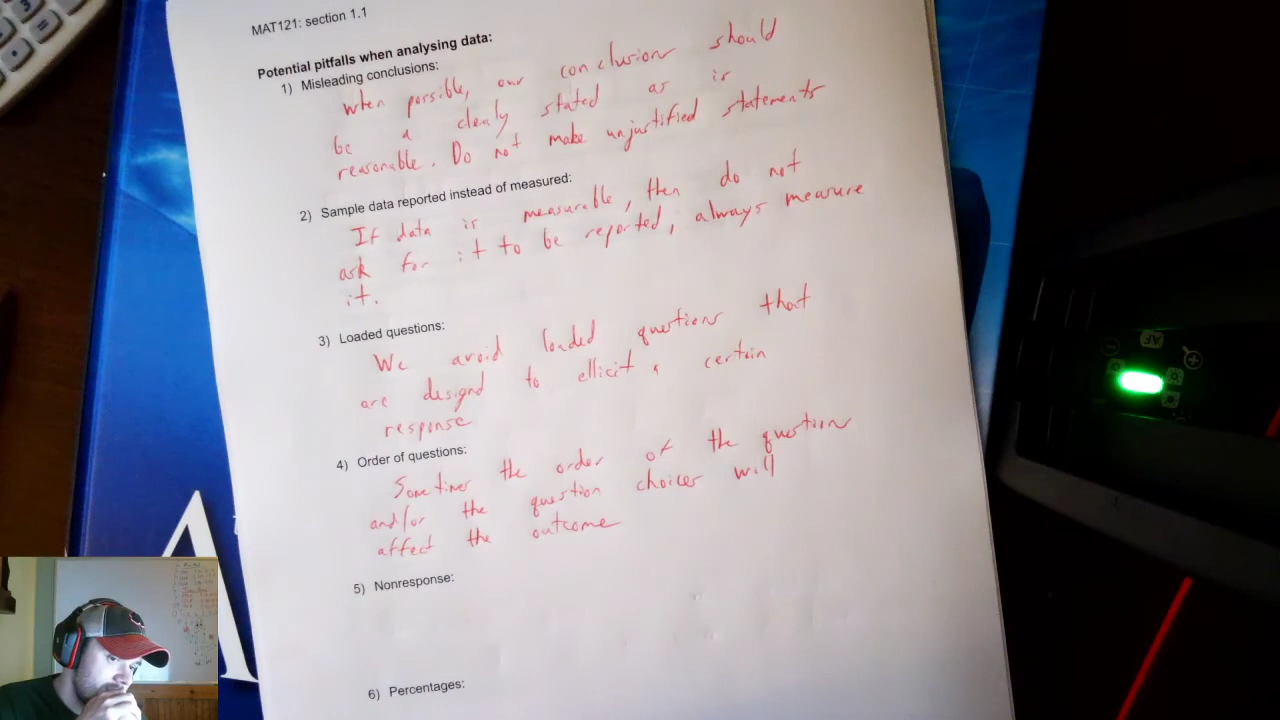 MAT121: section 1.1
Potential pitfalls when analysing data:
1) Misleading conclusions:
When possible, our conclusion should
be a clearly stated as is
reasonable. Do not make unjustified statements
2) Sample data reported instead of measured:
If data is measurable, then do not
ask for it to be reported, always measure
it.
3) Loaded questions:
We avoid loaded questions that
are designd to ellicit a certain
response
4) Order of questions:
Sometimes the order of the question
and/or the question choices will
affect the outcome
5) Nonresponse:
6) Percentages:
AF